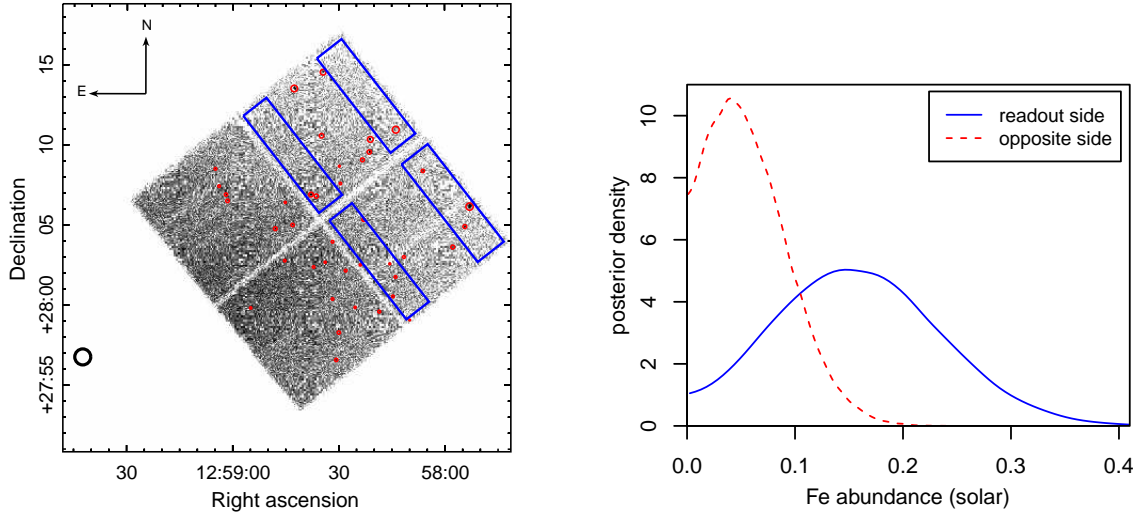 N
E
15
10
05
+28:00
+27:55
Declination
30
12:59:00
30
58:00
Right ascension
readout side
opposite side
10
8
6
4
2
0
posterior density
0.0
0.1
0.2
0.3
0.4
Fe abundance (solar)